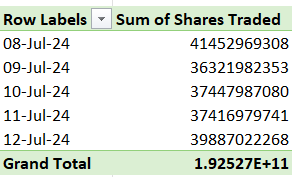 Row Labels Sum of Shares Traded
08-Jul-24 41452969308
09-Jul-24 36321982353
10-Jul-24 37447987080
11-Jul-24 37416979741
12-Jul-24 39887022268
Grand Total 1.92527E+11